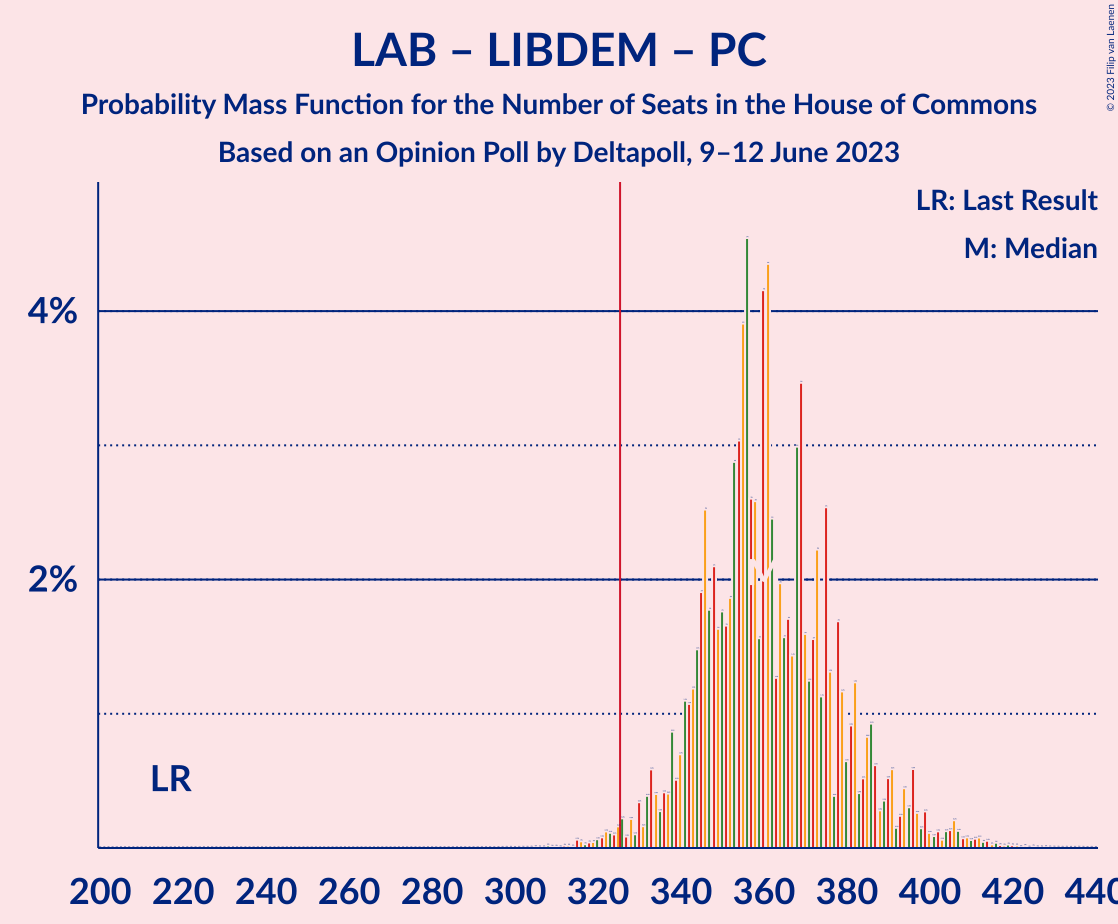 LAB – LIBDEM – PC
Probability Mass Function for the Number of Seats in the House of Commons
Based on an Opinion Poll by Deltapoll, 9–12 June 2023
© 2023 Filip van Laenen
LR: Last Result
M: Median
4%
2%
LR
200 220 240 260 280 300 320 340 360 380 400 420 440